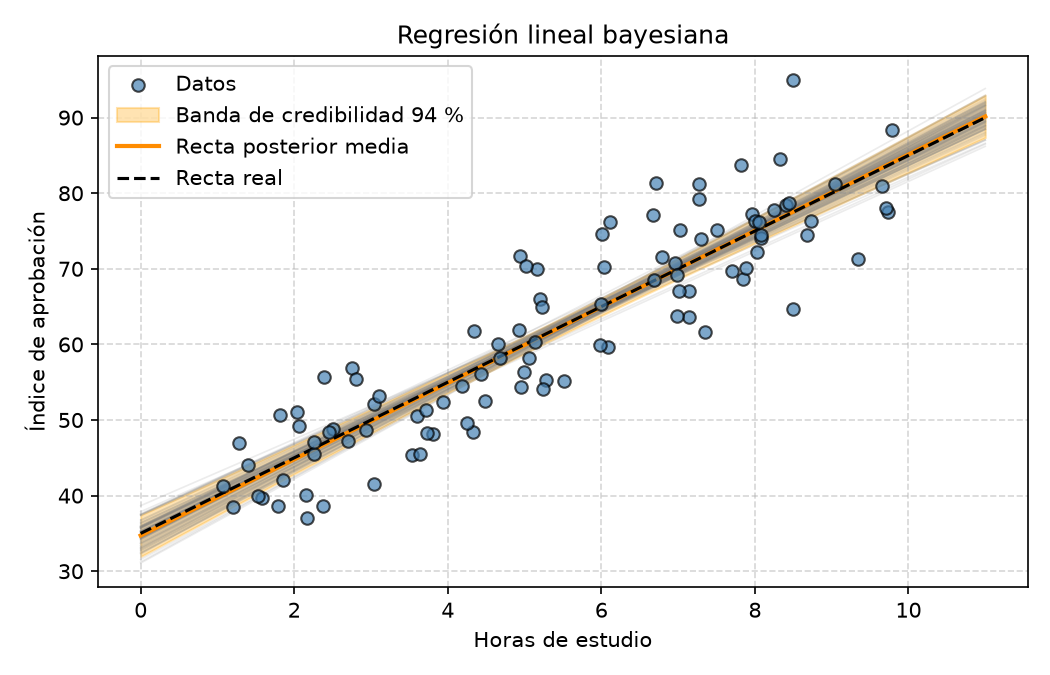 Regresión lineal bayesiana
Datos
Banda de credibilidad 94 %
Recta posterior media
Recta real
Índice de aprobación
90
80
70
60
50
40
30
0 2 4 6 8 10
Horas de estudio